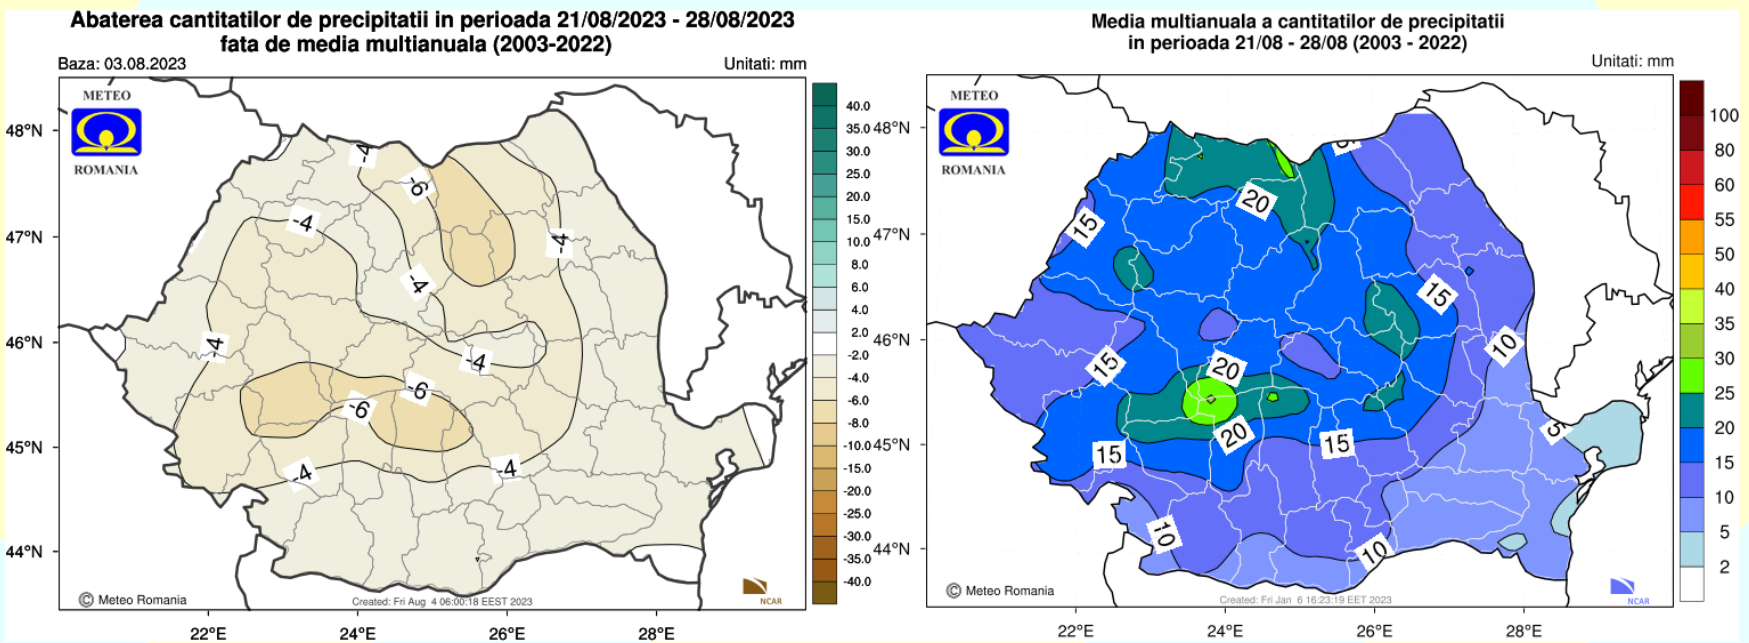 Abaterea cantitatilor de precipitatii in perioada 21/08/2023 - 28/08/2023
fata de media multianuala (2003-2022)
Baza: 03.08.2023
Unitati: mm
METEO
ROMANIA
48°N
47°N
46°N
45°N
44°N
22°E
24°E
26°E
28°E
-4
-6
-4
-4
-4
-4
-4
-6
-6
-4
-4
40.0
35.0
30.0
25.0
20.0
15.0
10.0
8.0
6.0
4.0
2.0
-2.0
-4.0
-6.0
-8.0
-10.0
-15.0
-20.0
-25.0
-30.0
-35.0
-40.0
© Meteo Romania
Created: Fri Aug 4 06:00:18 EEST 2023
NCAR
Media multianuala a cantitatilor de precipitatii
in perioada 21/08 - 28/08 (2003 - 2022)
Unitati: mm
METEO
ROMANIA
48°N
47°N
46°N
45°N
44°N
22°E
24°E
26°E
28°E
20
15
15
10
15
20
20
15
15
5
10
10
100
80
60
55
50
40
35
30
25
20
15
10
5
2
© Meteo Romania
Created: Fri Jan 6 16:23:19 EET 2023
NCAR